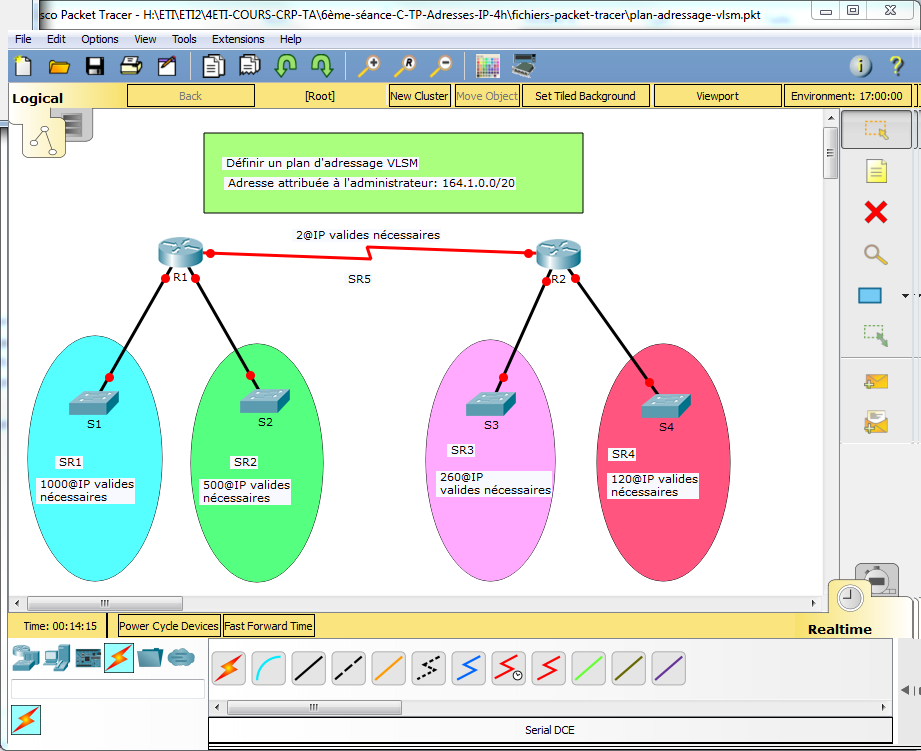 sco Packet Tracer - H:\ETI\ETI2\4ETI-COURS-CRP-TA\6ème-séance-C-TP-Adresses-IP-4h\fichiers-packet-tracer\plan-adressage-vlsm.pkt
File Edit Options View Tools Extensions Help
Logical Back [Root] New Cluster Move Object Set Tiled Background Viewport Environment: 17:00:00
Définir un plan d'adressage VLSM
Adresse attribuée à l'administrateur: 164.1.0.0/20
2@IP valides nécessaires
R1
R2
SR5
S1
S2
S3
S4
SR1
1000@IP valides
nécessaires
SR2
500@IP valides
nécessaires
SR3
260@IP
valides nécessaires
SR4
120@IP valides
nécessaires
Time: 00:14:15 Power Cycle Devices Fast Forward Time
Realtime
Serial DCE